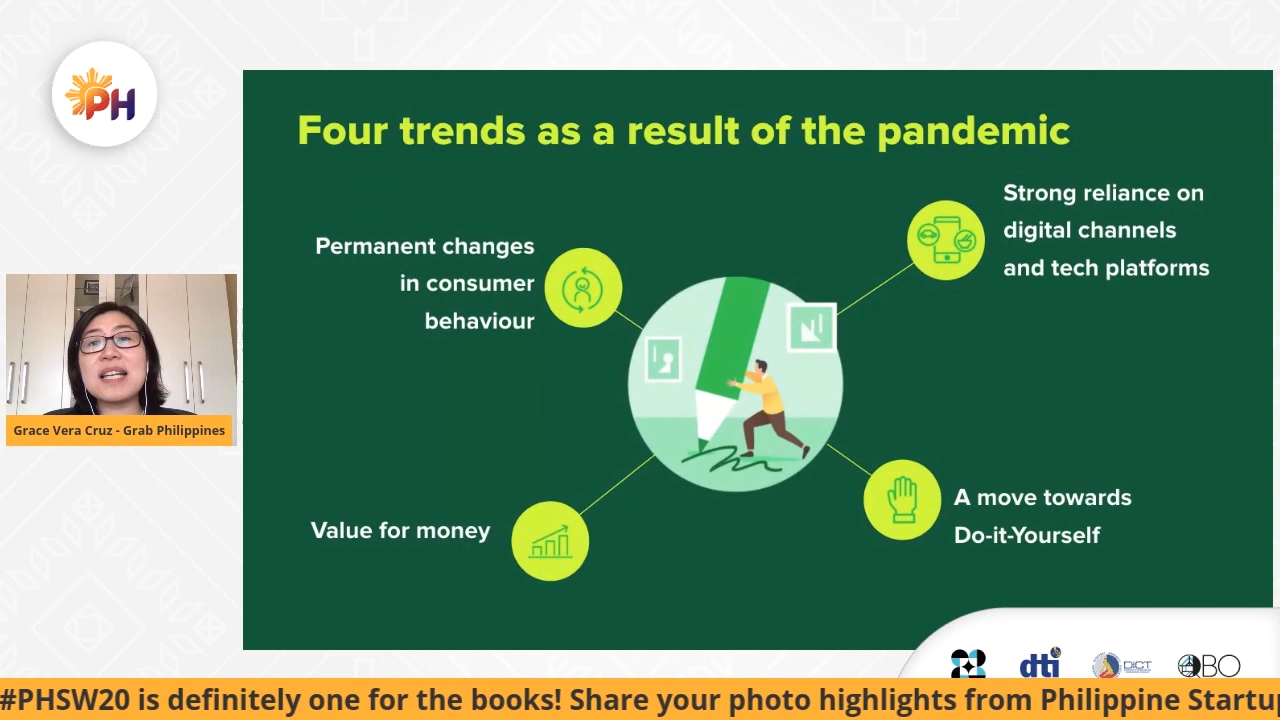 PH
Four trends as a result of the pandemic
Permanent changes
in consumer
behaviour
Strong reliance on
digital channels
and tech platforms
Value for money
A move towards
Do-it-Yourself
Grace Vera Cruz - Grab Philippines
dti
DICT
QBO
#PHSW20 is definitely one for the books! Share your photo highlights from Philippine Startup